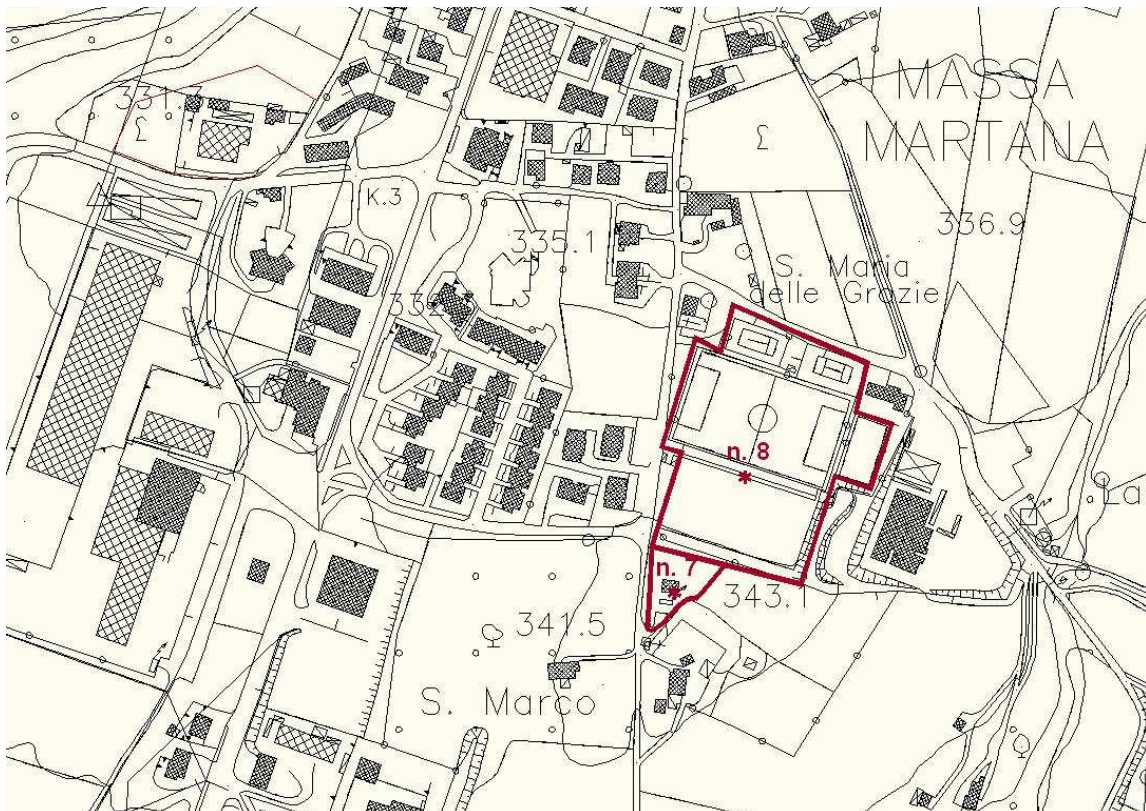 MASSA
MARTANA
331.
K.3
335.1
336.9
S. Maria
delle Grazie
332
n. 8
La
n. 7
343.1
341.5
S. Marco